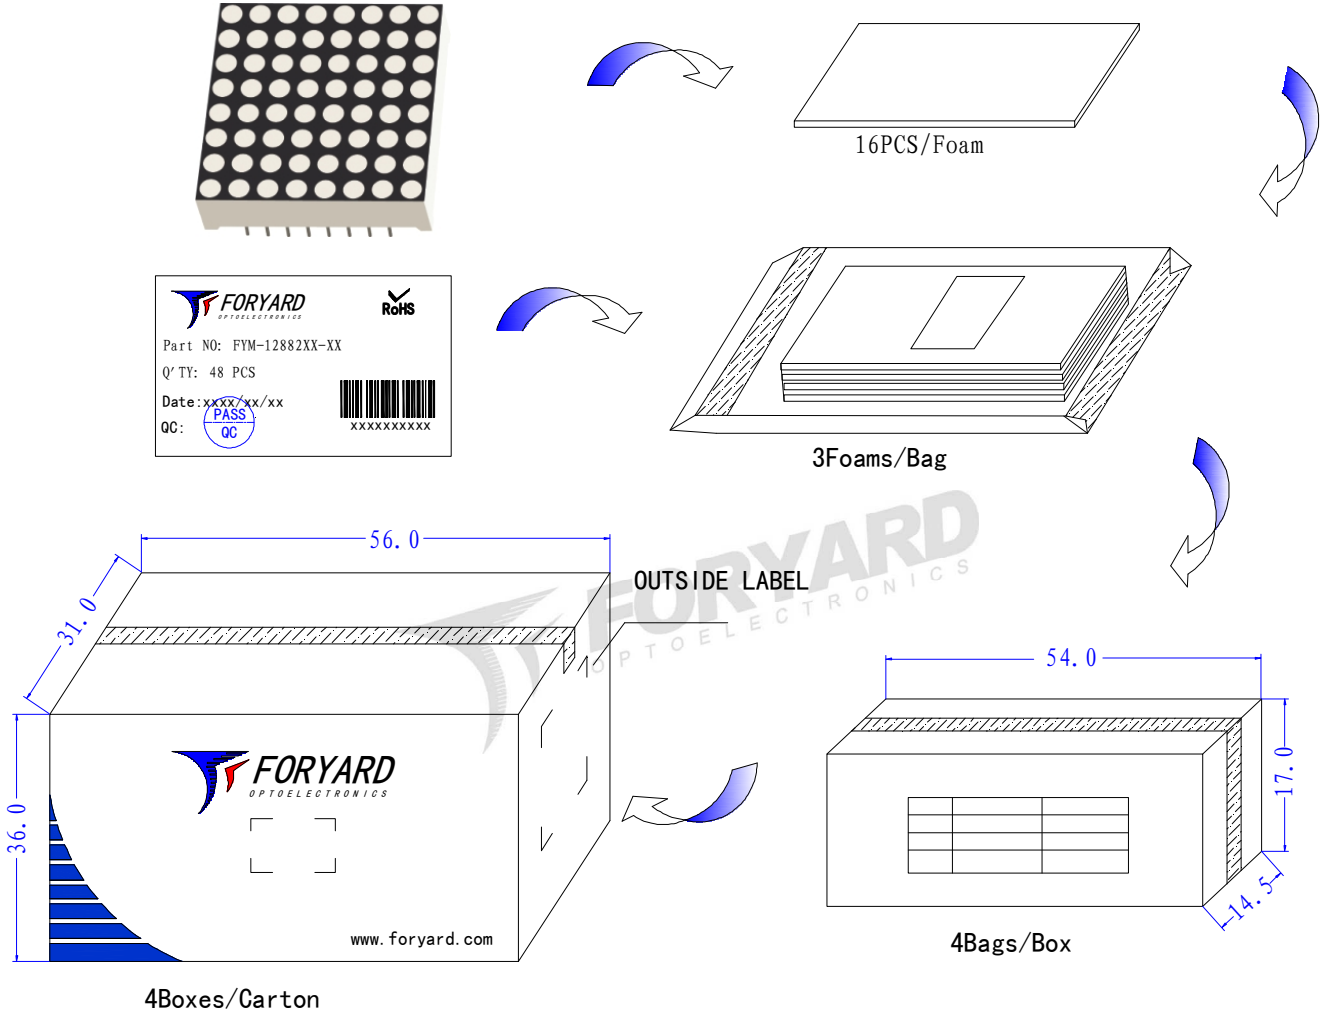 16PCS/Foam
FORYARD
OPTOELECTRONICS
RoHS
Part NO: FYM-12882XX-XX
Q'TY: 48 PCS
Date:xxxx/xx/xx
QC:
PASS
QC
xxxxxxxxxx
3Foams/Bag
56.0
31.0
36.0
OUTSIDE LABEL
FORYARD
OPTOELECTRONICS
FORYARD
OPTOELECTRONICS
www.foryard.com
4Boxes/Carton
54.0
17.0
14.5
4Bags/Box